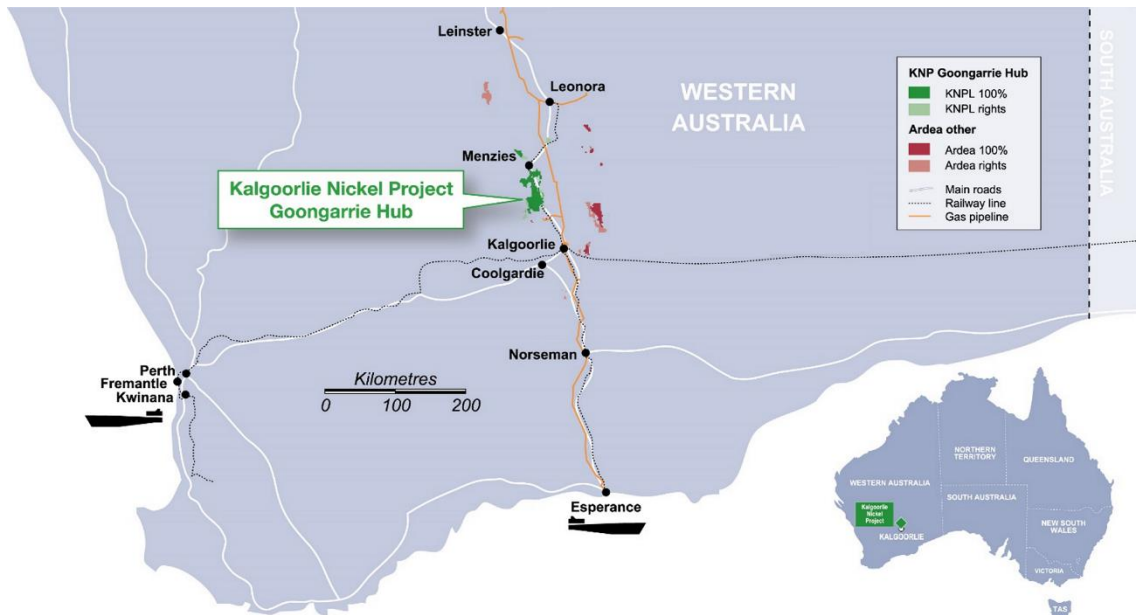 Leinster
Leonora
WESTERN
AUSTRALIA
SOUTH AUSTRALIA
KNP Goongarrie Hub
KNPL 100%
KNPL rights
Ardea other
Ardea 100%
Ardea rights
Main roads
Railway line
Gas pipeline
Menzies
Kalgoorlie Nickel Project
Goongarrie Hub
Kalgoorlie
Coolgardie
Norseman
Perth
Fremantle
Kwinana
Kilometres
0 100 200
Esperance
NORTHERN
TERRITORY
QUEENSLAND
WESTERN AUSTRALIA
SOUTH AUSTRALIA
Kalgoorlie
Nickel
Project
KALGOORLIE
NEW SOUTH
WALES
VICTORIA
TAS